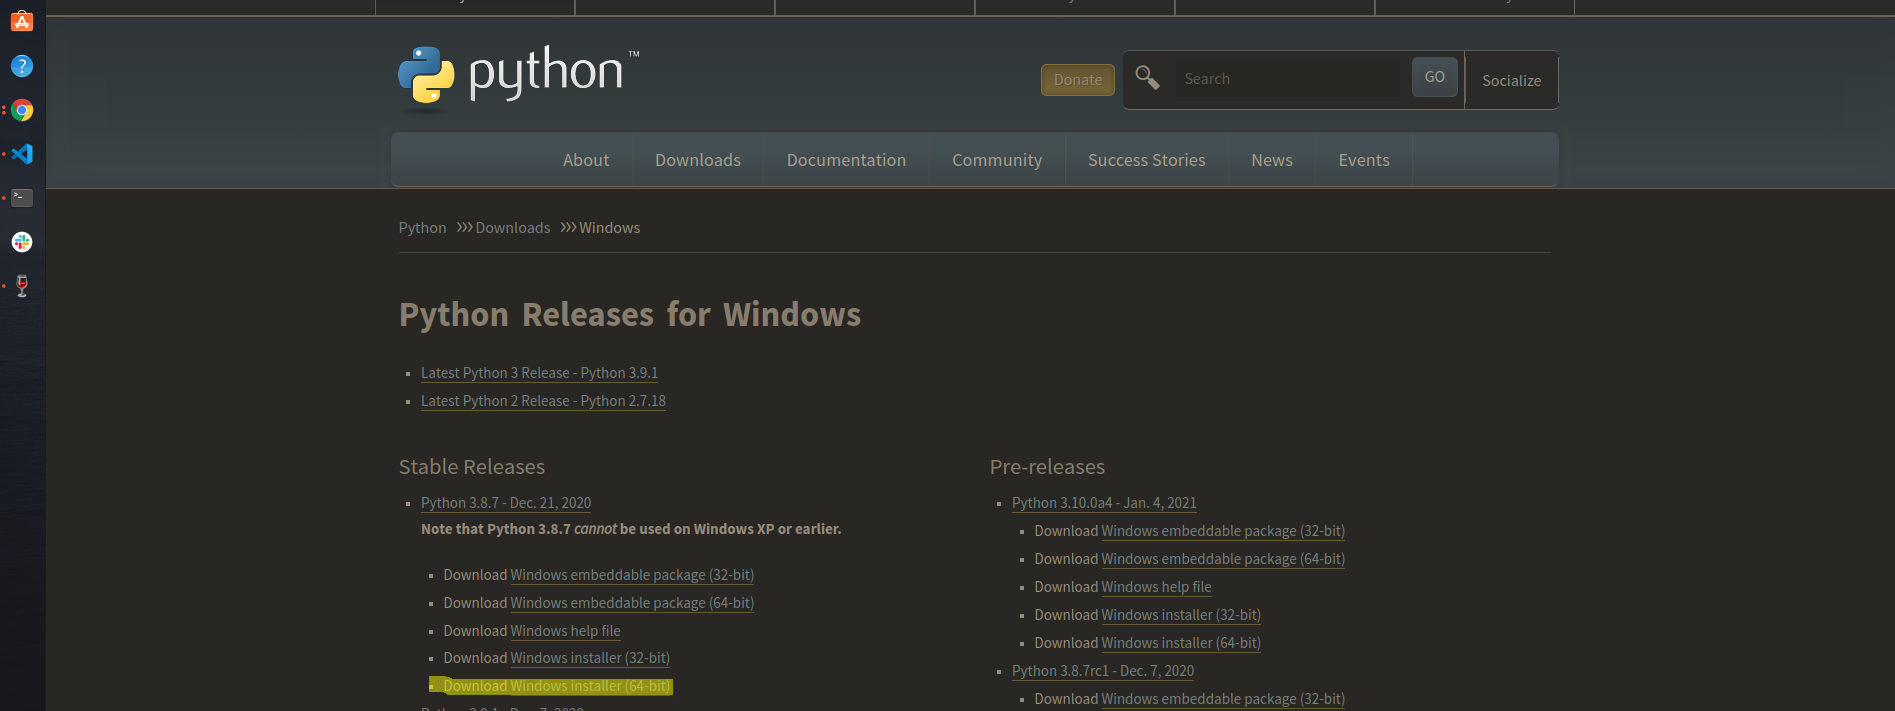 python™
Donate
Search
GO
Socialize
About
Downloads
Documentation
Community
Success Stories
News
Events
Python >>> Downloads >>> Windows
Python Releases for Windows
Latest Python 3 Release - Python 3.9.1
Latest Python 2 Release - Python 2.7.18
Stable Releases
Python 3.8.7 - Dec. 21, 2020
Note that Python 3.8.7 cannot be used on Windows XP or earlier.
Download Windows embeddable package (32-bit)
Download Windows embeddable package (64-bit)
Download Windows help file
Download Windows installer (32-bit)
Download Windows installer (64-bit)
Pre-releases
Python 3.10.0a4 - Jan. 4, 2021
Download Windows embeddable package (32-bit)
Download Windows embeddable package (64-bit)
Download Windows help file
Download Windows installer (32-bit)
Download Windows installer (64-bit)
Python 3.8.7rc1 - Dec. 7, 2020
Download Windows embeddable package (32-bit)